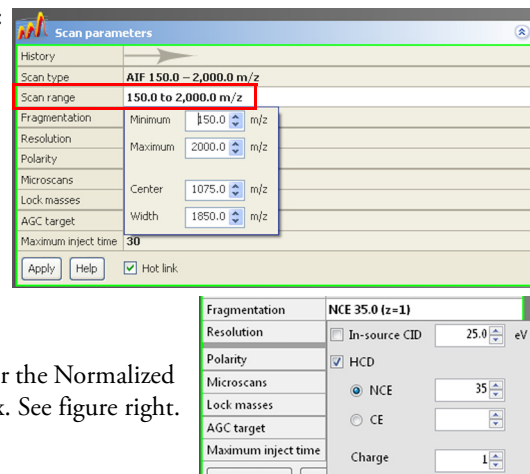 :
Scan parameters
History
Scan type AIF 150.0 – 2,000.0 m/z
Scan range 150.0 to 2,000.0 m/z
Fragmentation
Minimum 150.0 m/z
Resolution
Maximum 2000.0 m/z
Polarity
Microscans
Center 1075.0 m/z
Lock masses
Width 1850.0 m/z
AGC target
Maximum inject time 30
Apply Help Hot link
Fragmentation NCE 35.0 (z=1)
Resolution In-source CID 25.0 eV
Polarity HCD
r the Normalized
Microscans NCE 35
x. See figure right.
Lock masses
AGC target CE
Maximum inject time Charge 1